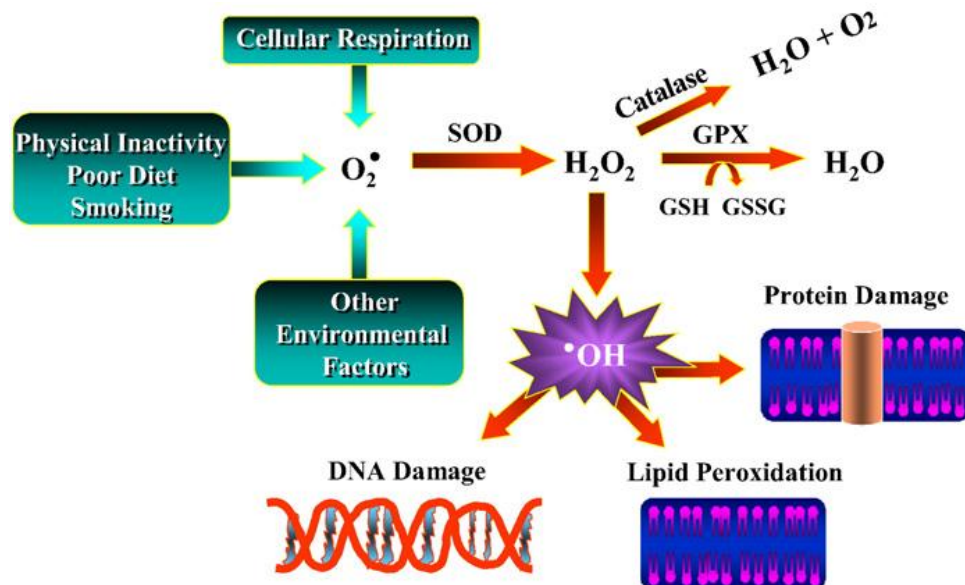 Cellular Respiration
Physical Inactivity
Poor Diet
Smoking
O₂•
SOD
H₂O₂
Catalase
H₂O + O₂
GPX
H₂O
GSH GSSG
Other
Environmental
Factors
•OH
Protein Damage
DNA Damage
Lipid Peroxidation